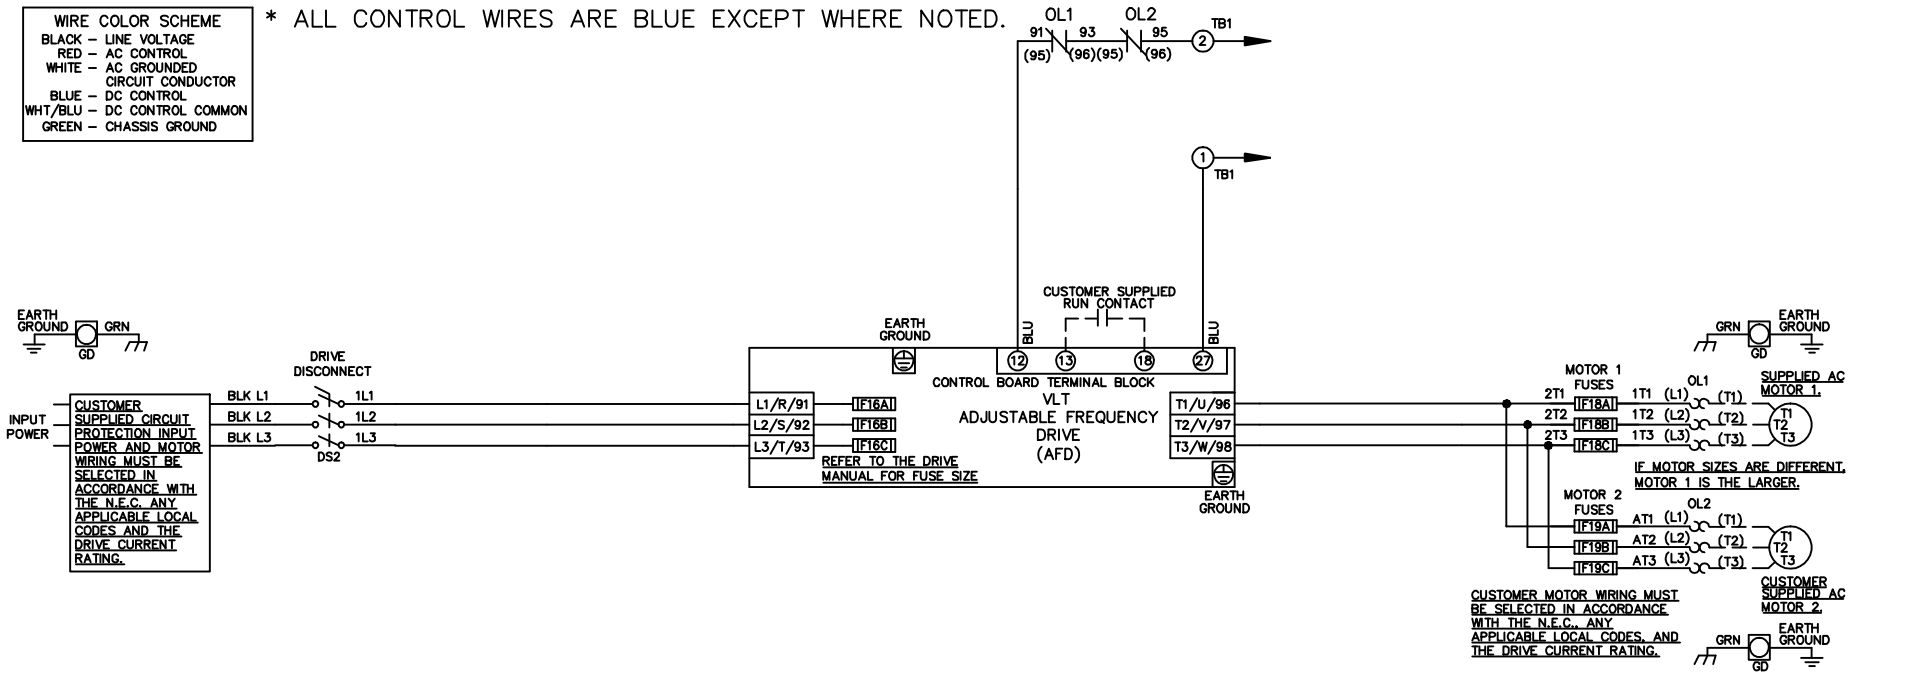 WIRE COLOR SCHEME
BLACK – LINE VOLTAGE
RED – AC CONTROL
WHITE – AC GROUNDED
CIRCUIT CONDUCTOR
BLUE – DC CONTROL
WHT/BLU – DC CONTROL COMMON
GREEN – CHASSIS GROUND
* ALL CONTROL WIRES ARE BLUE EXCEPT WHERE NOTED.
OL1
OL2
TB1
91
93
95
2
(95)
(96)
(95)
(96)
1
TB1
CUSTOMER SUPPLIED
RUN CONTACT
BLU
BLU
EARTH
GROUND
GRN
GD
DRIVE
DISCONNECT
BLK L1
BLK L2
BLK L3
1L1
1L2
1L3
DS2
INPUT
POWER
CUSTOMER
SUPPLIED CIRCUIT
PROTECTION INPUT
POWER AND MOTOR
WIRING MUST BE
SELECTED IN
ACCORDANCE WITH
THE N.E.C. ANY
APPLICABLE LOCAL
CODES AND THE
DRIVE CURRENT
RATING.
EARTH
GROUND
12
13
18
27
CONTROL BOARD TERMINAL BLOCK
VLT
ADJUSTABLE FREQUENCY
DRIVE
(AFD)
L1/R/91
L2/S/92
L3/T/93
F16A
F16B
F16C
REFER TO THE DRIVE
MANUAL FOR FUSE SIZE
T1/U/96
T2/V/97
T3/W/98
EARTH
GROUND
GRN
EARTH
GROUND
GD
MOTOR 1
FUSES
OL1
SUPPLIED AC
MOTOR 1.
2T1
F18A
1T1
(L1)
(T1)
2T2
F18B
1T2
(L2)
(T2)
2T3
F18C
1T3
(L3)
(T3)
T1
T2
T3
IF MOTOR SIZES ARE DIFFERENT,
MOTOR 1 IS THE LARGER.
MOTOR 2
FUSES
OL2
F19A
AT1
(L1)
(T1)
F19B
AT2
(L2)
(T2)
F19C
AT3
(L3)
(T3)
T1
T2
T3
CUSTOMER
SUPPLIED AC
MOTOR 2.
CUSTOMER MOTOR WIRING MUST
BE SELECTED IN ACCORDANCE
WITH THE N.E.C., ANY
APPLICABLE LOCAL CODES, AND
THE DRIVE CURRENT RATING.
GRN
EARTH
GROUND
GD